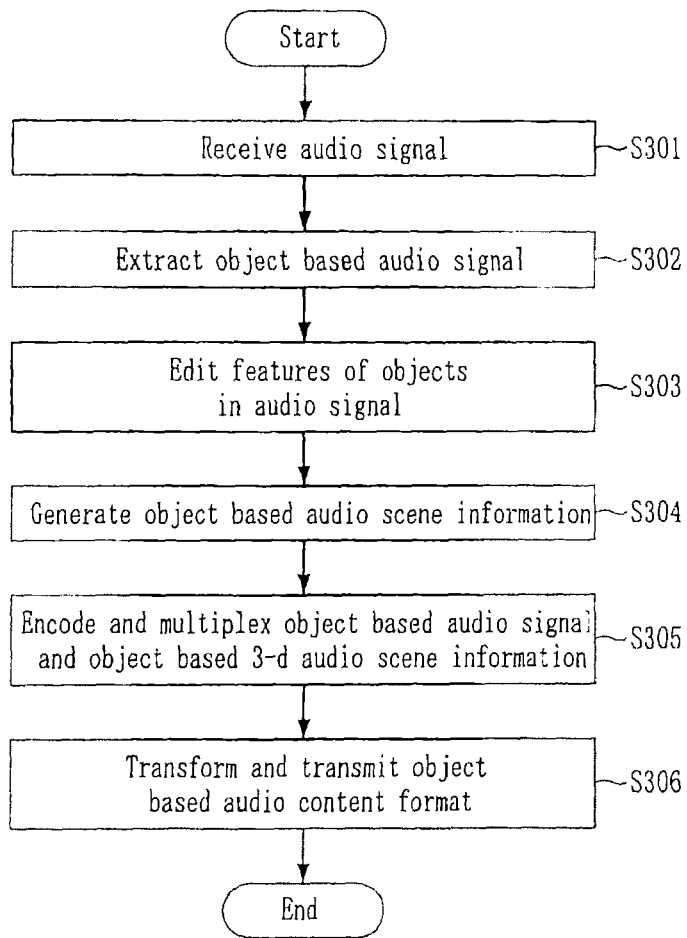 Start
Receive audio signal
S301
Extract object based audio signal
S302
Edit features of objects
in audio signal
S303
Generate object based audio scene information
S304
Encode and multiplex object based audio signal
and object based 3-d audio scene information
S305
Transform and transmit object
based audio content format
S306
End